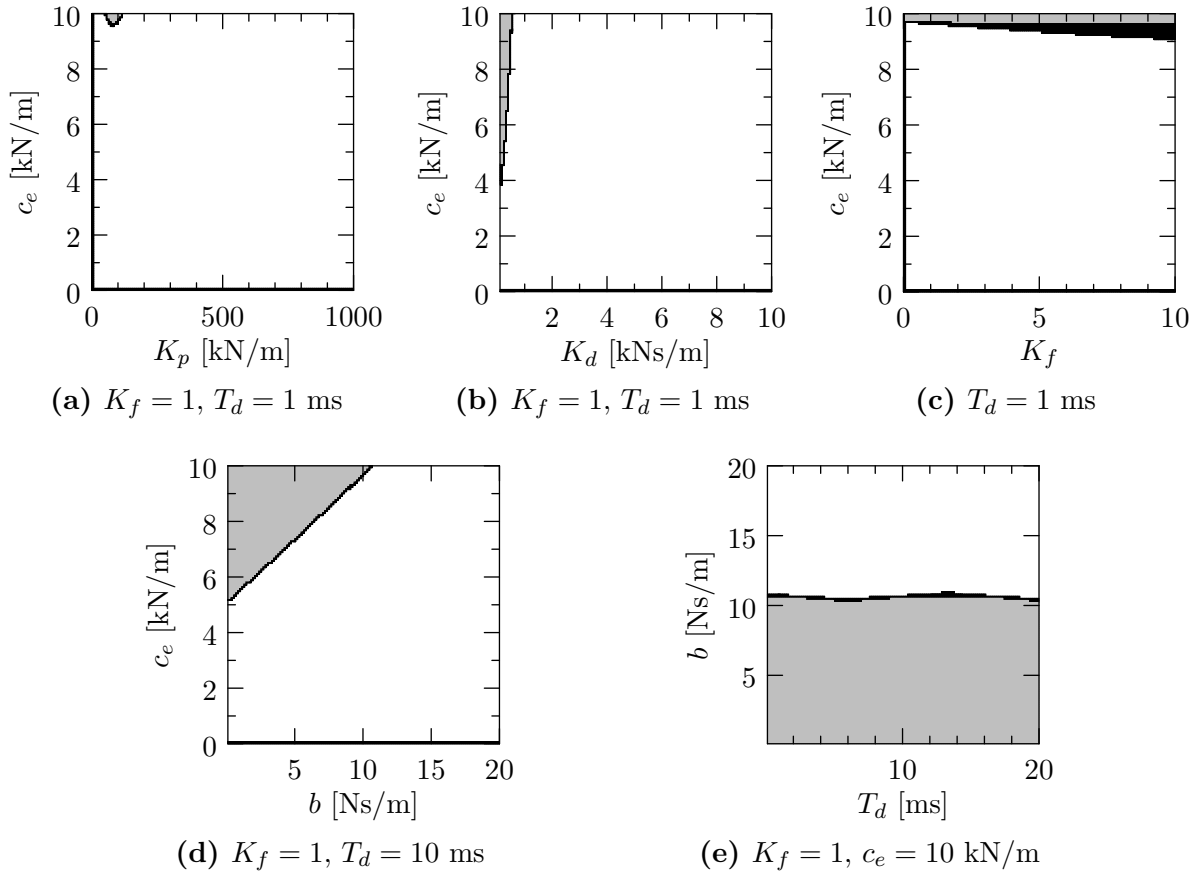 10
8
6
4
2
0
c_e [kN/m]
0 500 1000
K_p [kN/m]
(a) K_f = 1, T_d = 1 ms
10
8
6
4
2
0
c_e [kN/m]
2 4 6 8 10
K_d [kNs/m]
(b) K_f = 1, T_d = 1 ms
10
8
6
4
2
0
c_e [kN/m]
0 5 10
K_f
(c) T_d = 1 ms
10
8
6
4
2
0
c_e [kN/m]
5 10 15 20
b [Ns/m]
(d) K_f = 1, T_d = 10 ms
20
15
10
5
b [Ns/m]
10 20
T_d [ms]
(e) K_f = 1, c_e = 10 kN/m